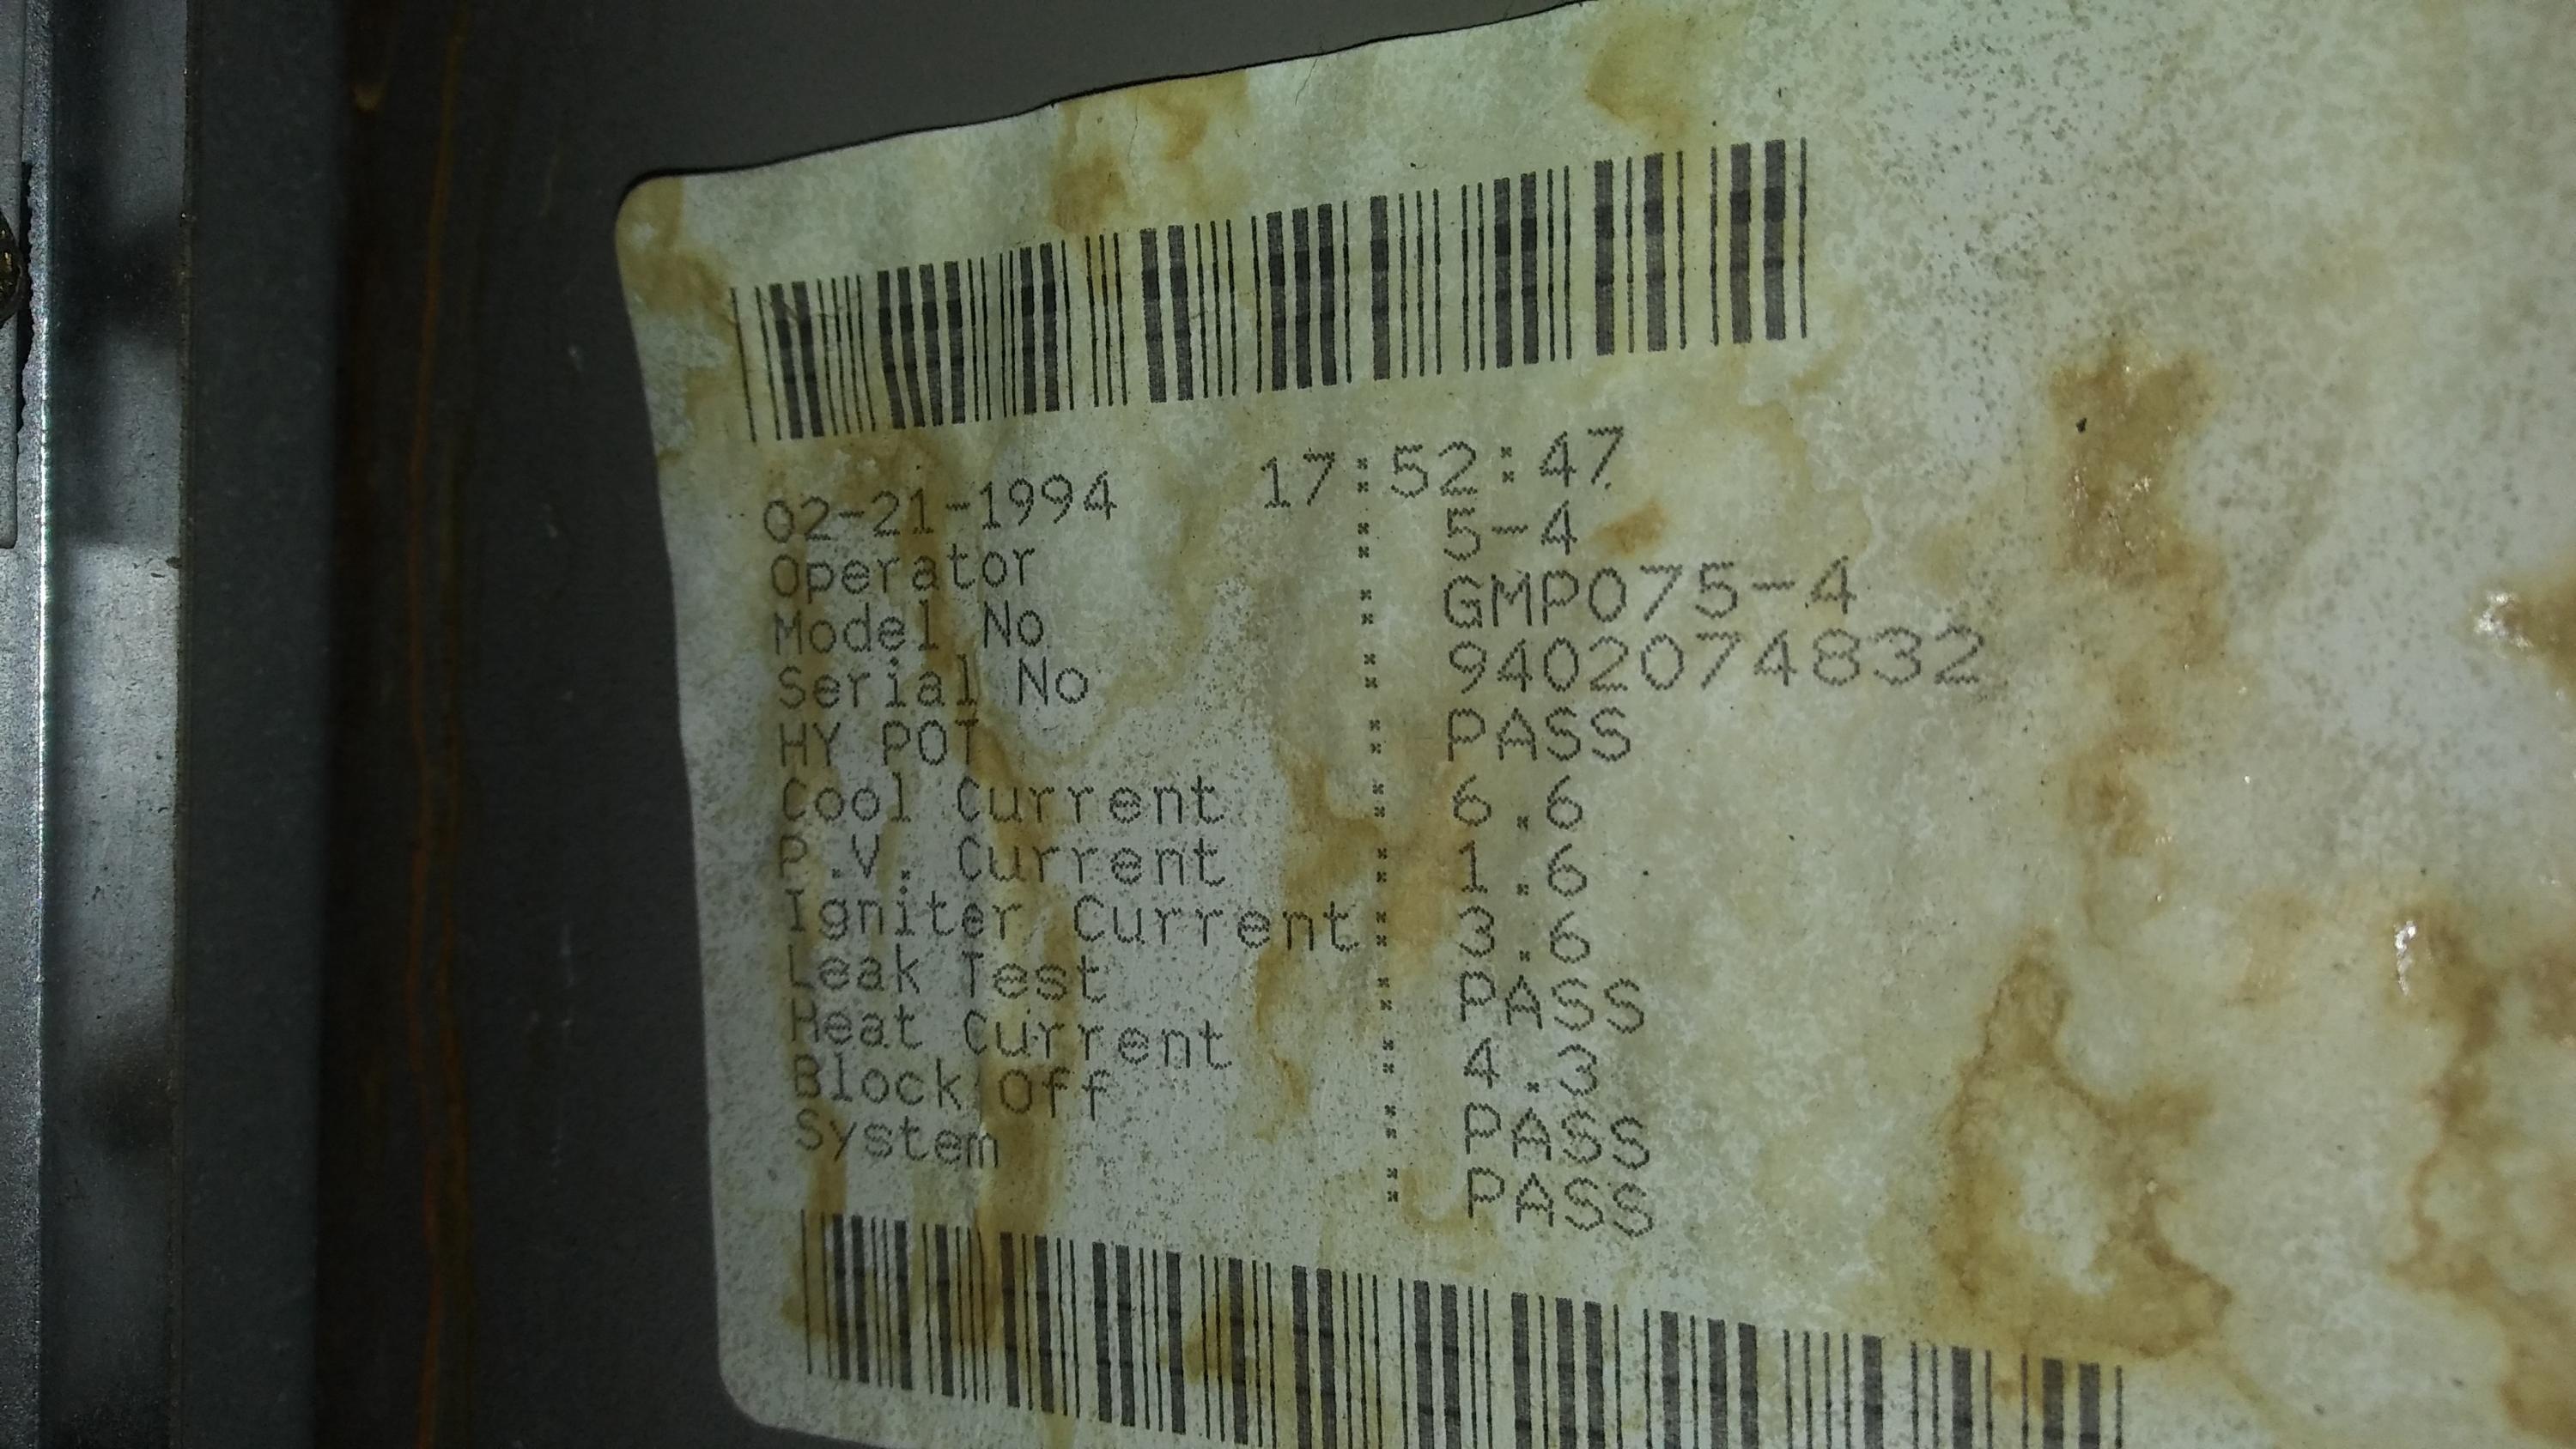 02-21-1994 17:52:47
Operator : 5-4
Model No : GMP075-4
Serial No : 9402074832
HY POT : PASS
Cool Current : 6.6
P.V. Current : 1.6
Igniter Current: 3.6
Leak Test : PASS
Heat Current : 4.3
Block Off : PASS
System : PASS